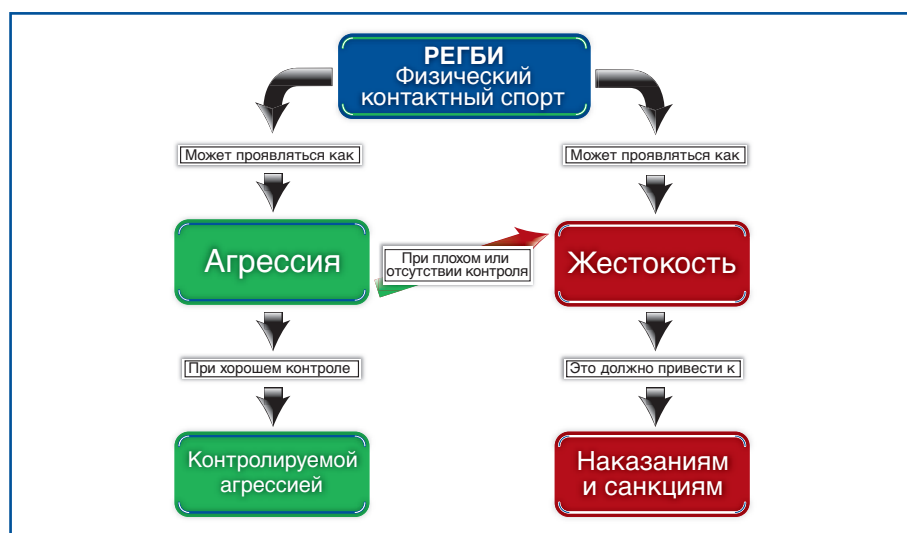 РЕГБИ
Физический
контактный спорт
Может проявляться как
Может проявляться как
Агрессия
При плохом или
отсутствии контроля
Жестокость
При хорошем контроле
Это должно привести к
Контролируемой
агрессией
Наказаниям
и санкциям